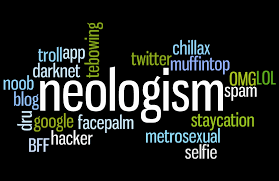 tebowing
chillax
troll
app
twitter
muffintop
darknet
OMG
LOL
noob
neologism
spam
blog
dru
google
facepalm
staycation
hacker
metrosexual
BFF
selfie